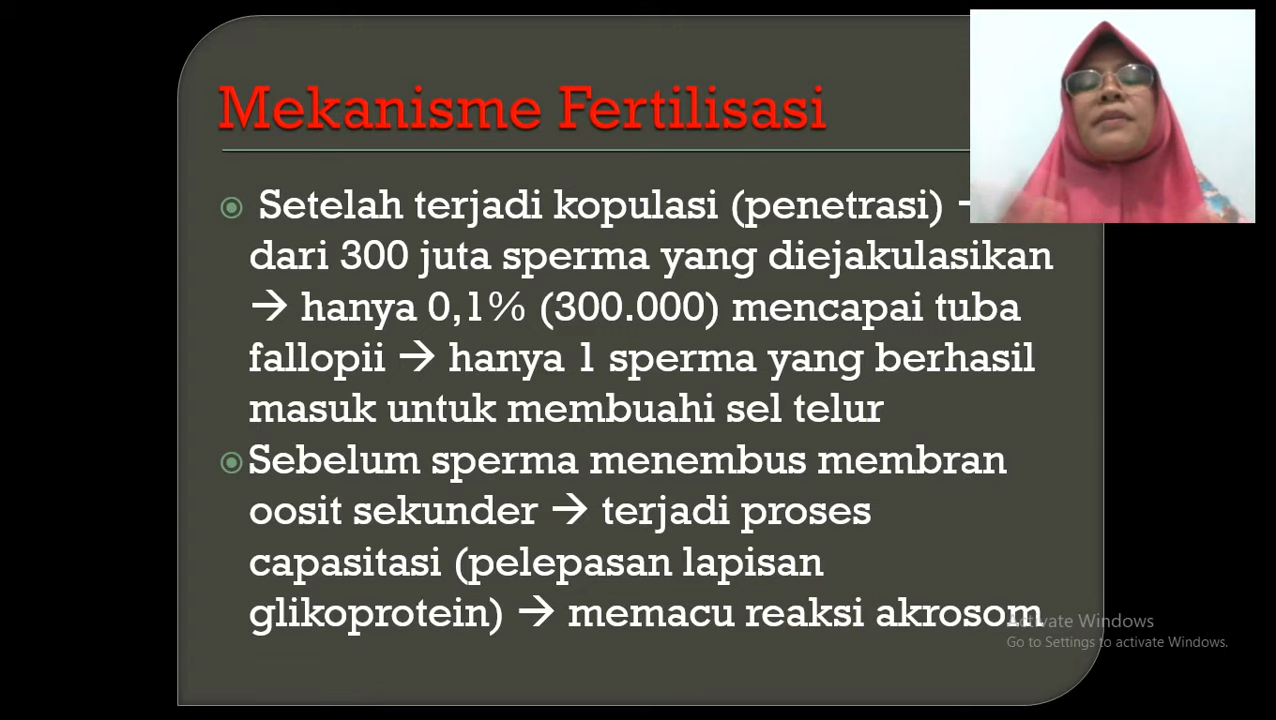 Mekanisme Fertilisasi
Setelah terjadi kopulasi (penetrasi)
dari 300 juta sperma yang diejakulasikan
→ hanya 0,1% (300.000) mencapai tuba
fallopii → hanya 1 sperma yang berhasil
masuk untuk membuahi sel telur
Sebelum sperma menembus membran
oosit sekunder → terjadi proses
capasitasi (pelepasan lapisan
glikoprotein) → memacu reaksi akrosom
Activate Windows
Go to Settings to activate Windows.